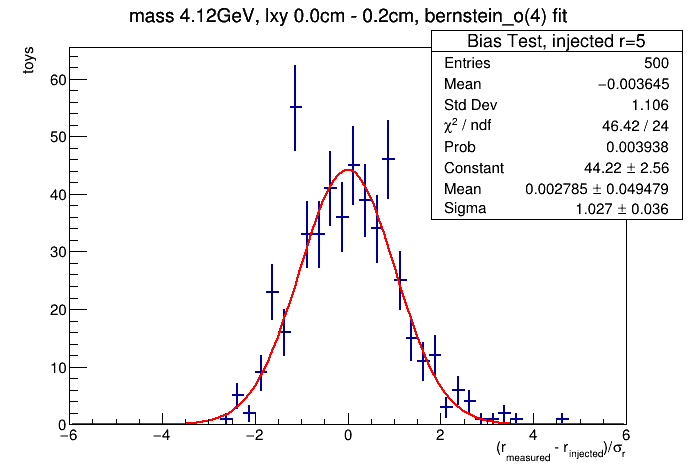 mass 4.12GeV, lxy 0.0cm - 0.2cm, bernstein_o(4) fit
Bias Test, injected r=5
Entries 500
Mean −0.003645
Std Dev 1.106
χ² / ndf 46.42 / 24
Prob 0.003938
Constant 44.22 ± 2.56
Mean 0.002785 ± 0.049479
Sigma 1.027 ± 0.036
toys
60
50
40
30
20
10
0
−6 −4 −2 0 2 4 6
(r_measured - r_injected)/σ_r